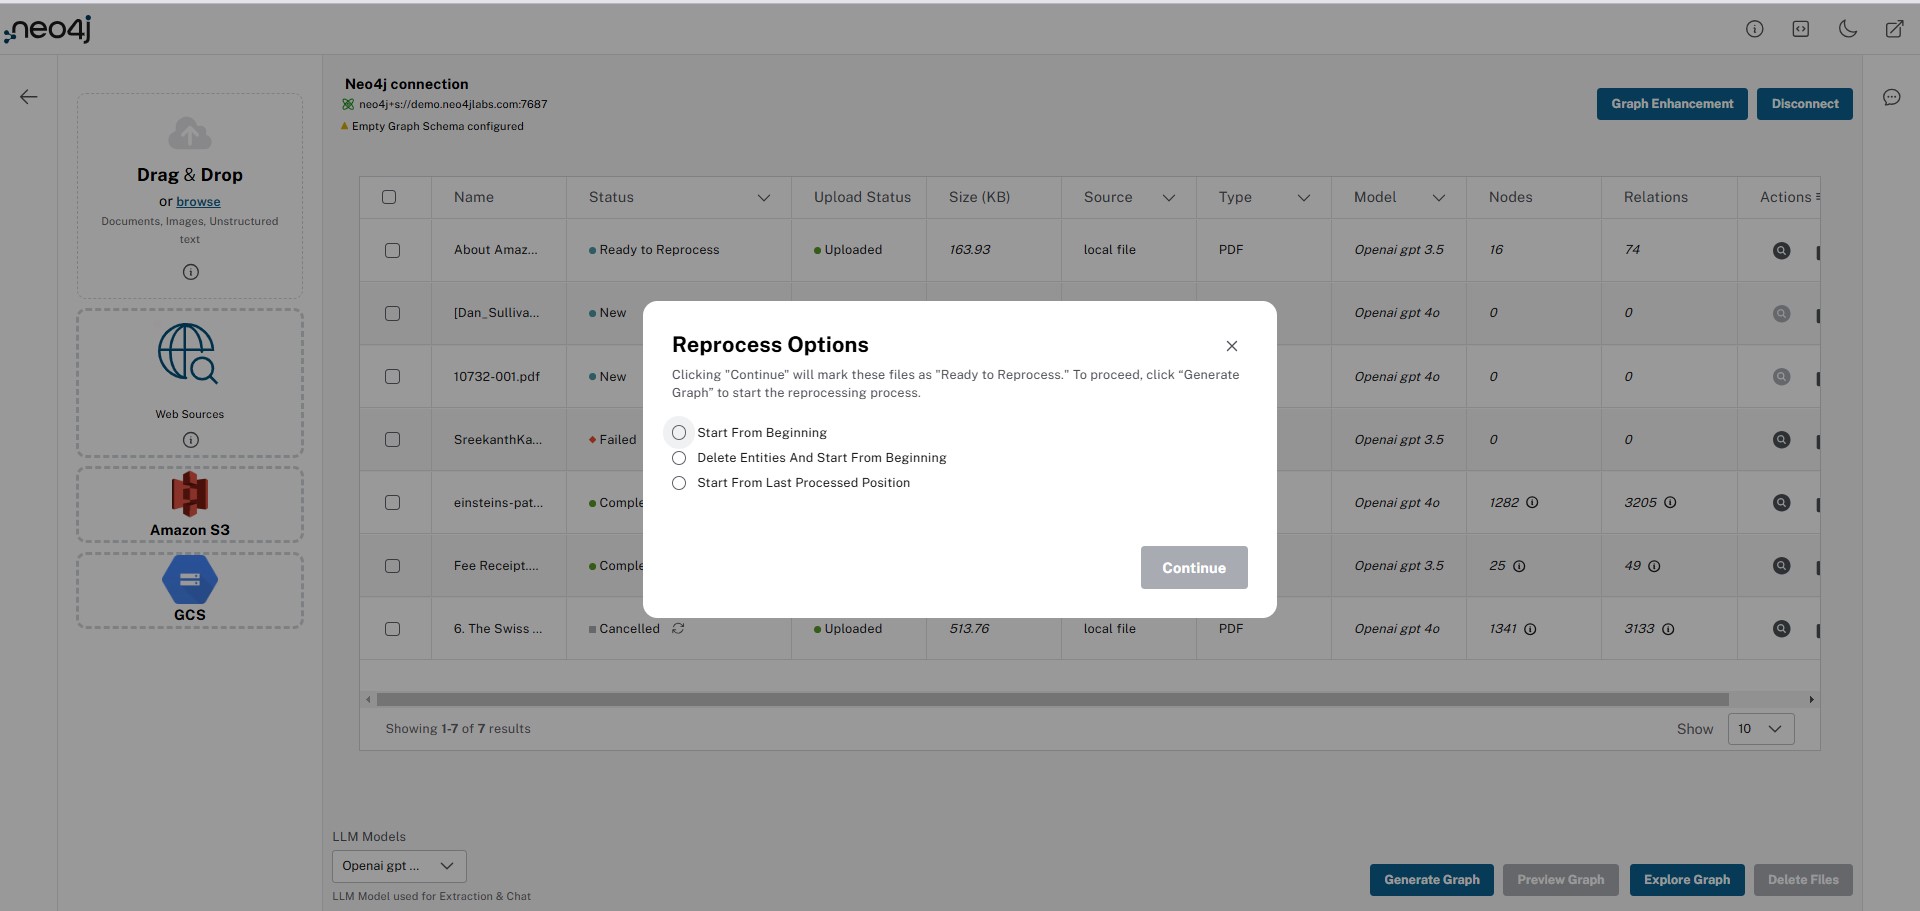 neo4j
Neo4j connection
neo4j+s://demo.neo4jlabs.com:7687
Empty Graph Schema configured
Graph Enhancement
Disconnect
Drag & Drop
or browse
Documents, Images, Unstructured
text
Web Sources
Amazon S3
GCS
Name Status Upload Status Size (KB) Source Type Model Nodes Relations Actions
About Amaz... Ready to Reprocess Uploaded 163.93 local file PDF Openai gpt 3.5 16 74
[Dan_Sulliva... New Openai gpt 4o 0 0
10732-001.pdf New Openai gpt 4o 0 0
SreekanthKa... Failed Openai gpt 3.5 0 0
einsteins-pat... Comple Openai gpt 4o 1282 3205
Fee Receipt.... Comple Openai gpt 3.5 25 49
6. The Swiss ... Cancelled Uploaded 513.76 local file PDF Openai gpt 4o 1341 3133
Reprocess Options
Clicking "Continue" will mark these files as "Ready to Reprocess." To proceed, click “Generate
Graph” to start the reprocessing process.
Start From Beginning
Delete Entities And Start From Beginning
Start From Last Processed Position
Continue
Showing 1-7 of 7 results
Show 10
LLM Models
Openai gpt ...
LLM Model used for Extraction & Chat
Generate Graph
Preview Graph
Explore Graph
Delete Files